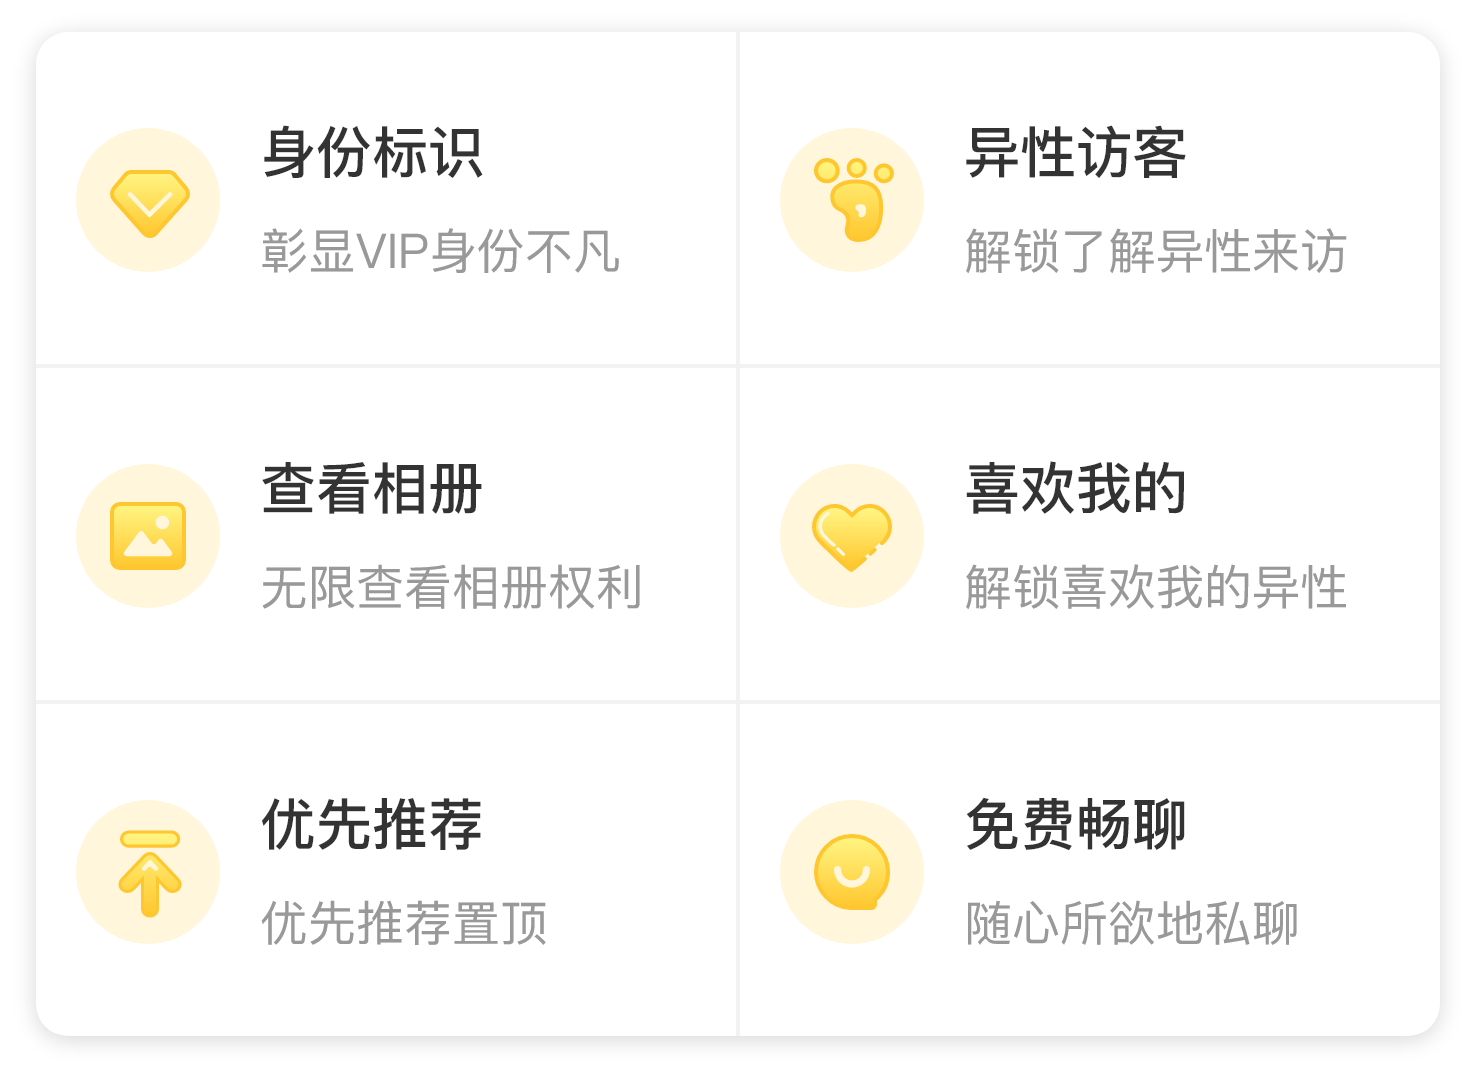 身份标识
彰显VIP身份不凡
异性访客
解锁了解异性来访
查看相册
无限查看相册权利
喜欢我的
解锁喜欢我的异性
优先推荐
优先推荐置顶
免费畅聊
随心所欲地私聊